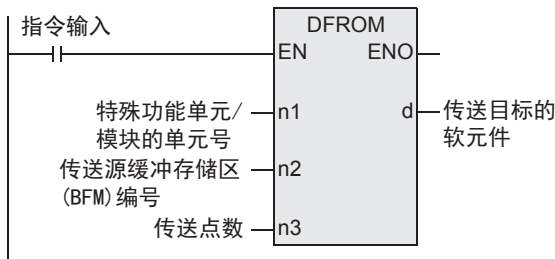 指令输入
DFROM
EN ENO
特殊功能单元/
模块的单元号
n1
d
传送目标的
软元件
传送源缓冲存储区
(BFM)编号
n2
传送点数
n3